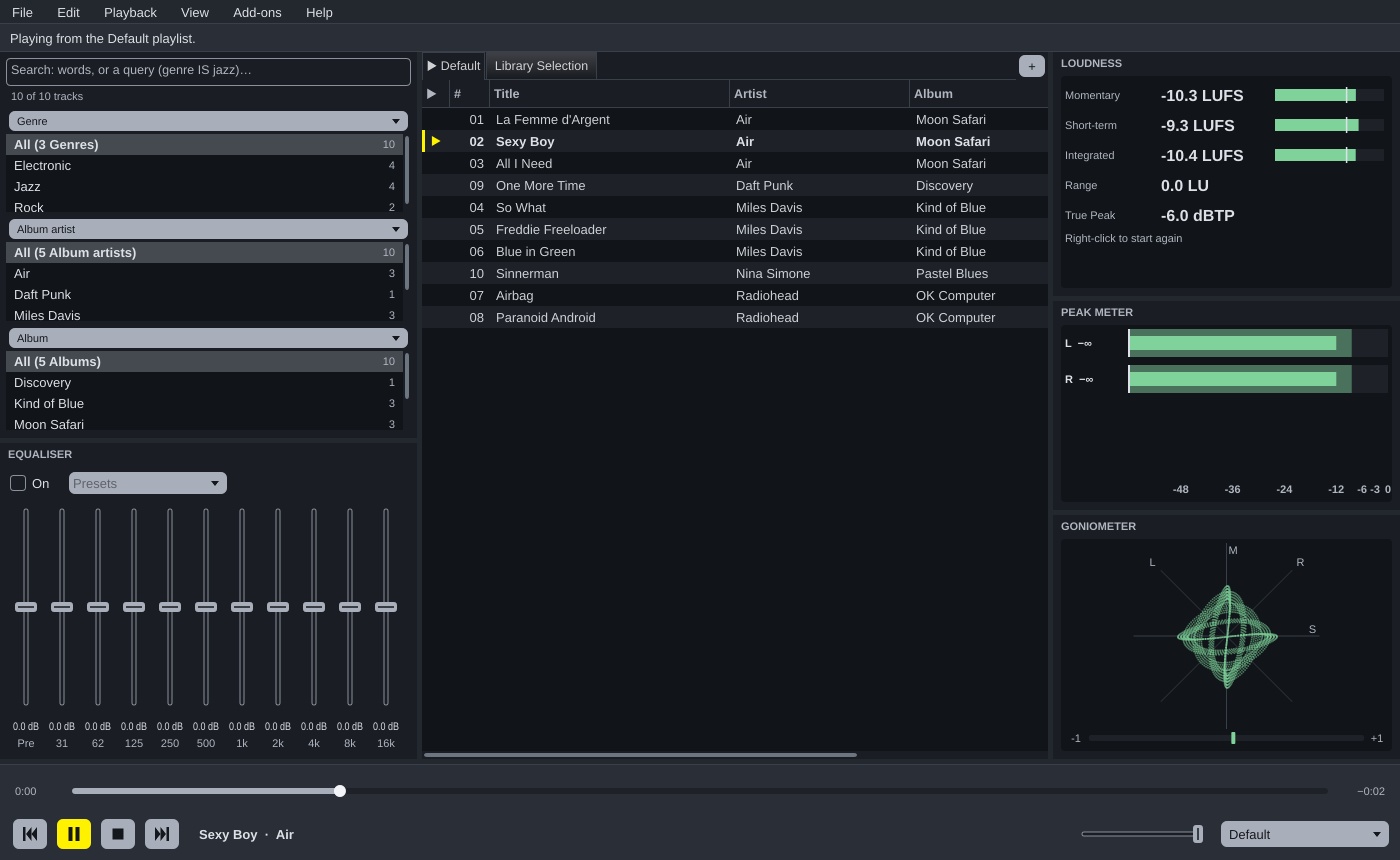 File Edit Playback View Add-ons Help
Playing from the Default playlist.
Search: words, or a query (genre IS jazz)…
10 of 10 tracks
Genre
All (3 Genres) 10
Electronic 4
Jazz 4
Rock 2
Album artist
All (5 Album artists) 10
Air 3
Daft Punk 1
Miles Davis 3
Album
All (5 Albums) 10
Discovery 1
Kind of Blue 3
Moon Safari 3
EQUALISER
On Presets
0.0 dB 0.0 dB 0.0 dB 0.0 dB 0.0 dB 0.0 dB 0.0 dB 0.0 dB 0.0 dB 0.0 dB 0.0 dB
Pre 31 62 125 250 500 1k 2k 4k 8k 16k
Default Library Selection +
# Title Artist Album
01 La Femme d'Argent Air Moon Safari
02 Sexy Boy Air Moon Safari
03 All I Need Air Moon Safari
09 One More Time Daft Punk Discovery
04 So What Miles Davis Kind of Blue
05 Freddie Freeloader Miles Davis Kind of Blue
06 Blue in Green Miles Davis Kind of Blue
10 Sinnerman Nina Simone Pastel Blues
07 Airbag Radiohead OK Computer
08 Paranoid Android Radiohead OK Computer
LOUDNESS
Momentary -10.3 LUFS
Short-term -9.3 LUFS
Integrated -10.4 LUFS
Range 0.0 LU
True Peak -6.0 dBTP
Right-click to start again
PEAK METER
L −∞
R −∞
-48 -36 -24 -12 -6 -3 0
GONIOMETER
M
L R
S
-1 +1
0:00 −0:02
Sexy Boy · Air Default